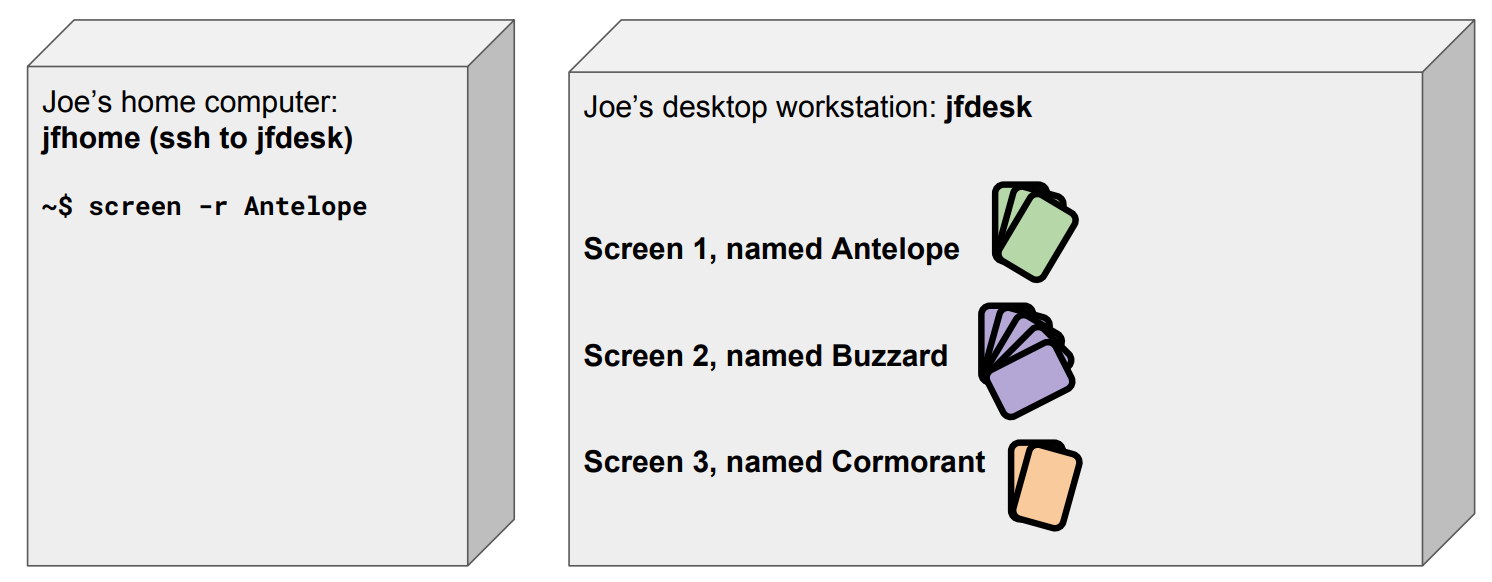 Joe’s home computer:
jfhome (ssh to jfdesk)
~$ screen -r Antelope
Joe’s desktop workstation: jfdesk
Screen 1, named Antelope
Screen 2, named Buzzard
Screen 3, named Cormorant